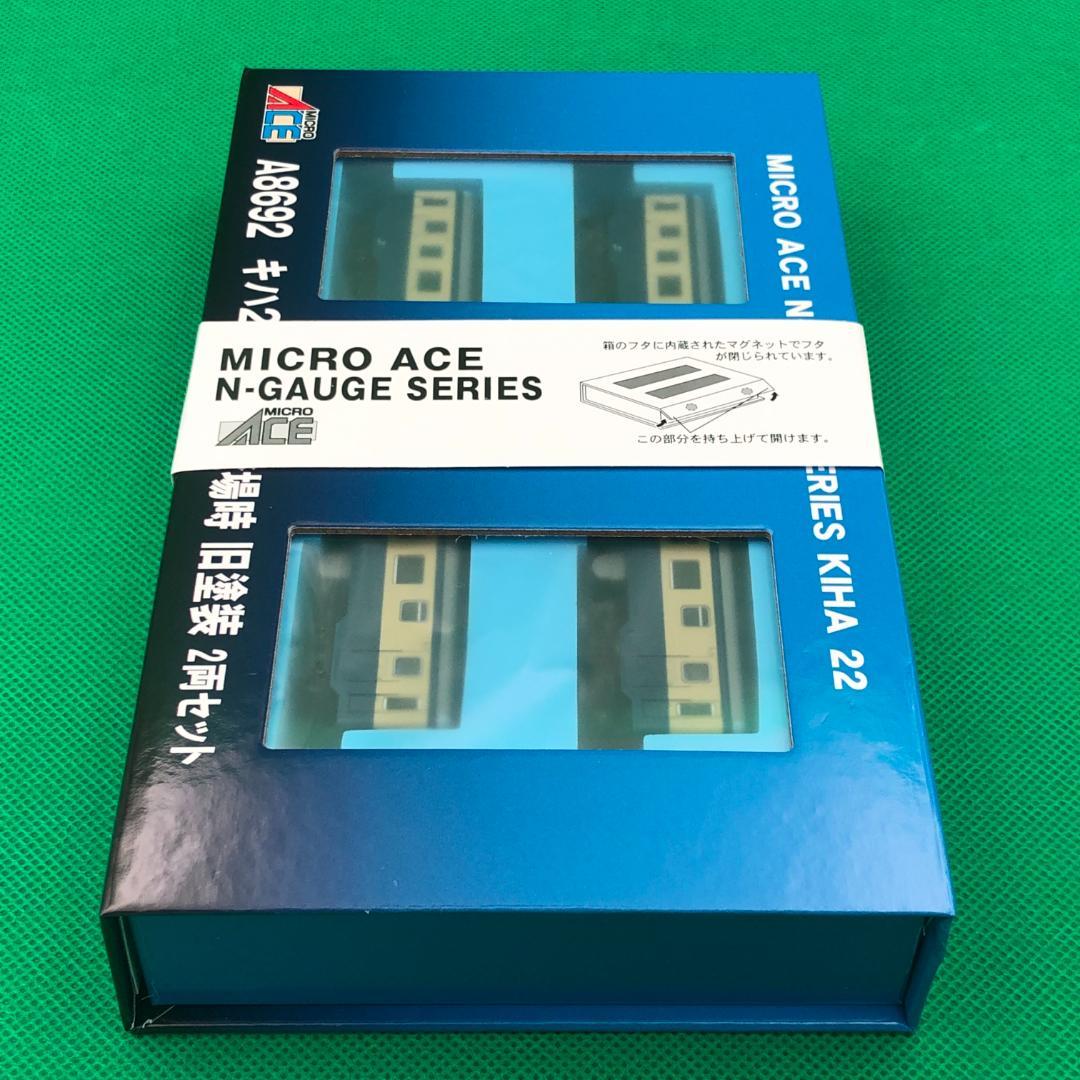 MICRO ACE
A8692 キハ2
場時 旧塗装 2両セット
MICRO ACE N
ERIES KIHA 22
MICRO ACE
N-GAUGE SERIES
MICRO ACE
箱のフタに内蔵されたマグネットでフタ
が閉じられています。
この部分を持ち上げて開けます。